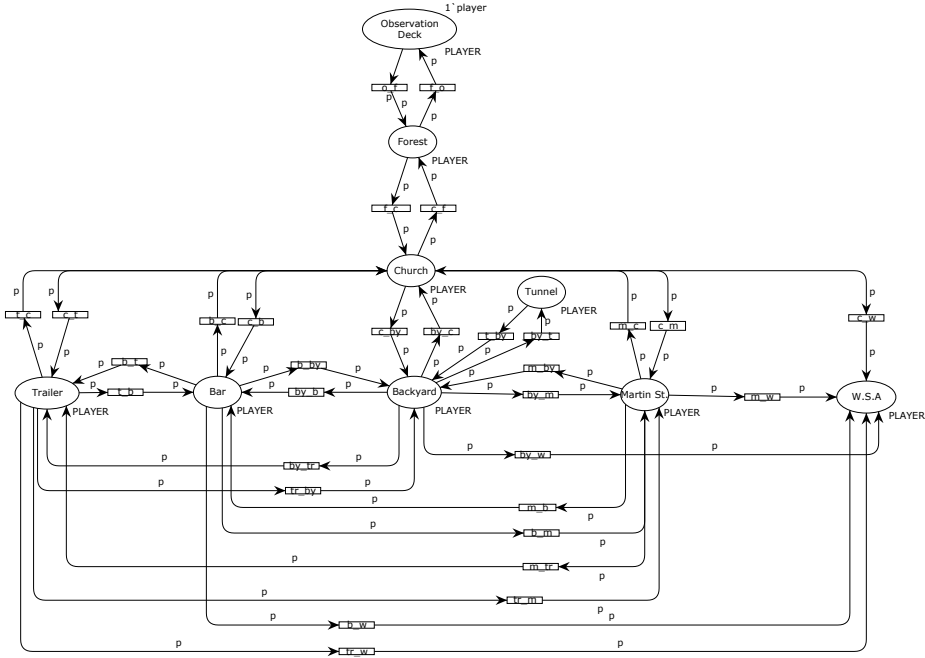 1`player
Observation
Deck
PLAYER
p
o_f
f_o
p
p
p
Forest
PLAYER
p
p
f_c
c_f
p
p
Church
PLAYER
Tunnel
PLAYER
p
p
p
p
p
p
p
p
p
p
t_c
c_t
b_c
c_b
c_by
by_c
t_by
by_t
m_c
c_m
c_w
p
p
p
p
p
p
p
p
p
p
p
p
b_t
b_by
m_by
p
p
p
p
p
Trailer
p
t_b
p
Bar
p
by_b
p
Backyard
p
by_m
p
Martin St.
p
m_w
p
W.S.A
PLAYER
PLAYER
PLAYER
PLAYER
PLAYER
p
by_tr
p
p
by_w
p
p
tr_by
p
p
m_b
p
p
b_m
p
p
m_tr
p
p
tr_m
p
p
b_w
p
p
tr_w
p